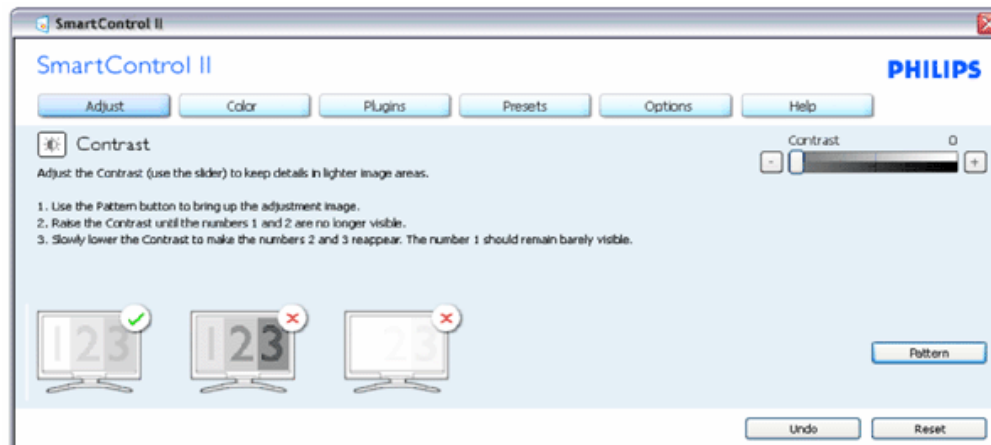 SmartControl II
SmartControl II
PHILIPS
Adjust Color Plugins Presets Options Help
Contrast
Contrast 0
- +
Adjust the Contrast (use the slider) to keep details in lighter image areas.
1. Use the Pattern button to bring up the adjustment image.
2. Raise the Contrast until the numbers 1 and 2 are no longer visible.
3. Slowly lower the Contrast to make the numbers 2 and 3 reappear. The number 1 should remain barely visible.
123 123 23
Pattern
Undo Reset